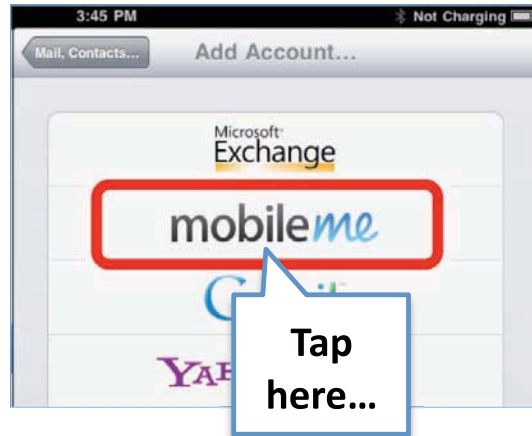 3:45 PM Not Charging
Mail, Contacts... Add Account...
Microsoft
Exchange
mobileme
Tap
here...